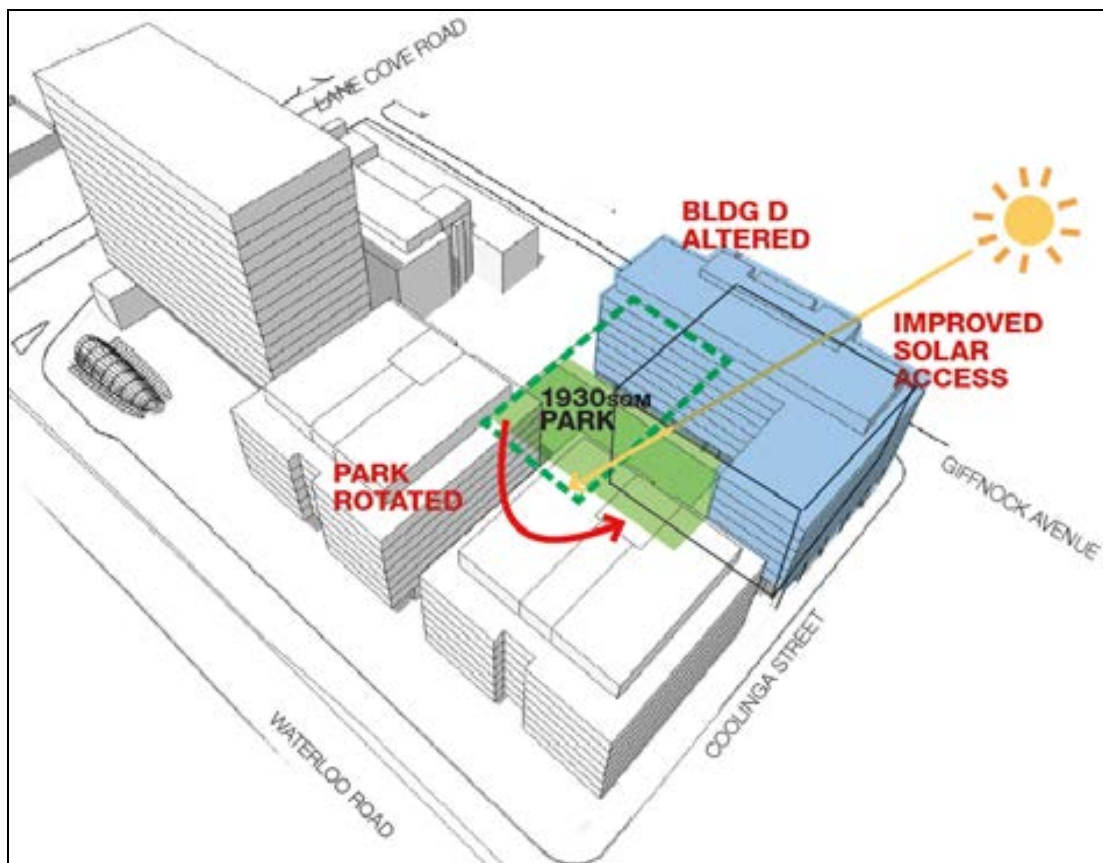 LANE COVE ROAD
BLDG D
ALTERED
IMPROVED
SOLAR
ACCESS
1930SQM
PARK
PARK
ROTATED
GIFFNOCK AVENUE
COOLINGA STREET
WATERLOO ROAD